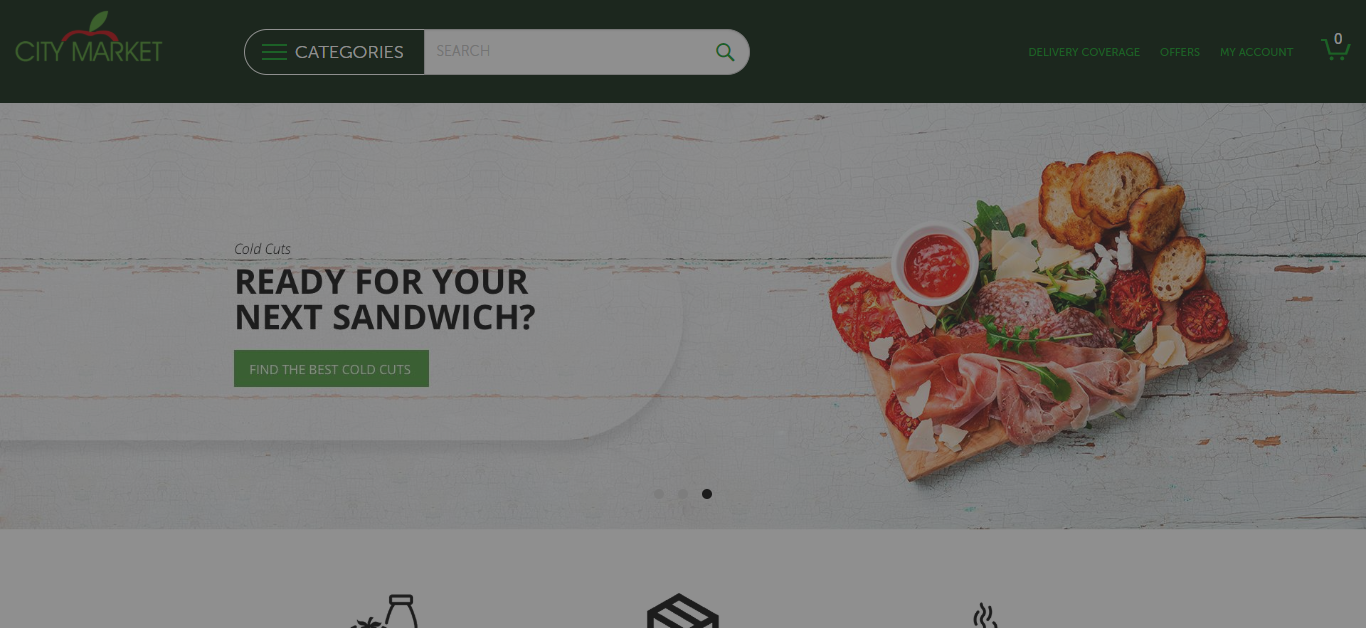 CITY MARKET
CATEGORIES
SEARCH
DELIVERY COVERAGE
OFFERS
MY ACCOUNT
0
Cold Cuts
READY FOR YOUR
NEXT SANDWICH?
FIND THE BEST COLD CUTS